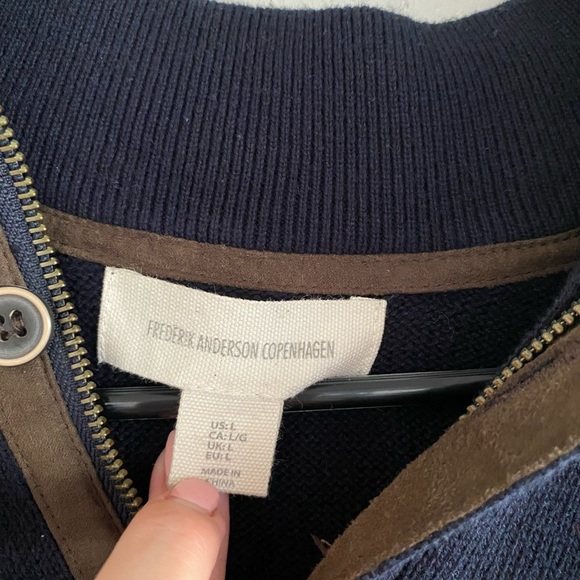 FREDERIK ANDERSON COPENHAGEN
US: L
CA: L/G
UK: L
EU: L
MADE IN
CHINA